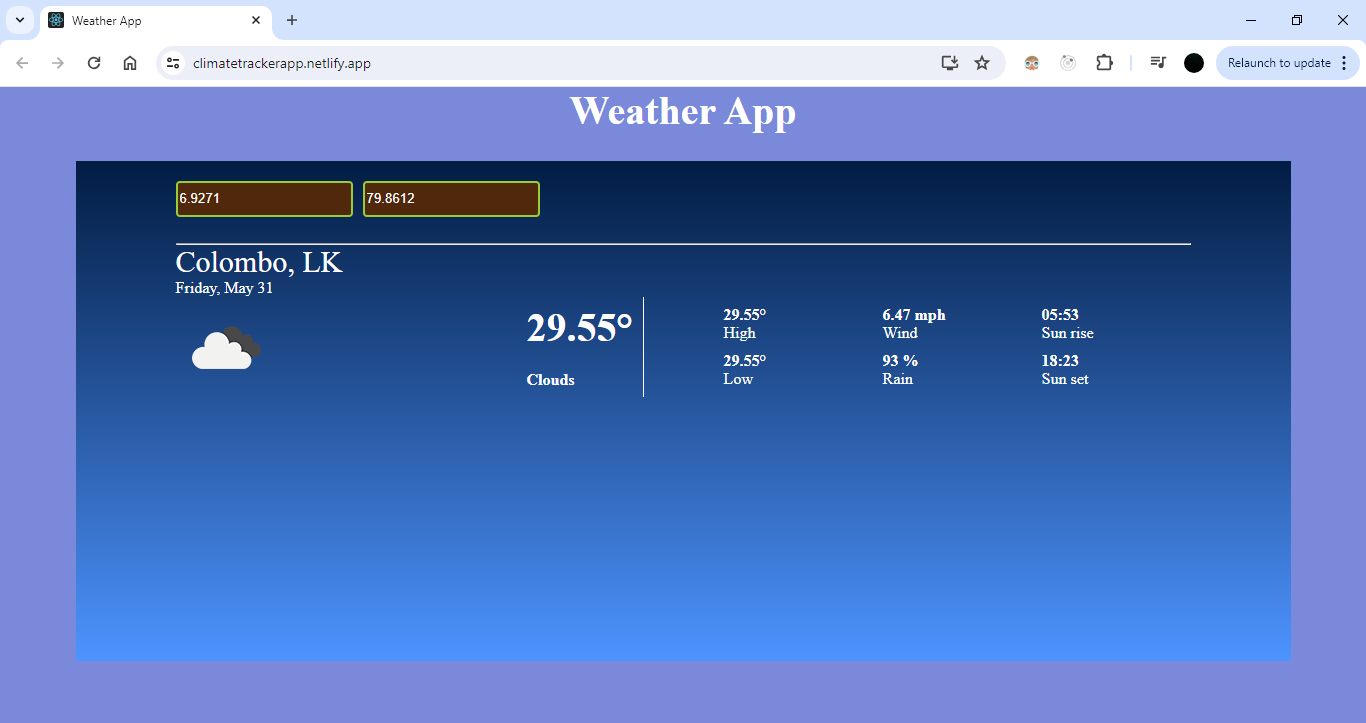 Weather App
climatetrackerapp.netlify.app
Relaunch to update
Weather App
6.9271 79.8612
Colombo, LK
Friday, May 31
29.55°
Clouds
29.55° 6.47 mph 05:53
High Wind Sun rise
29.55° 93 % 18:23
Low Rain Sun set